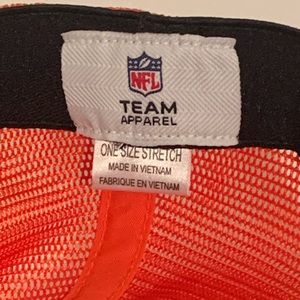 NFL
TEAM
APPAREL
ONE SIZE STRETCH
MADE IN VIETNAM
FABRIQUE EN VIETNAM